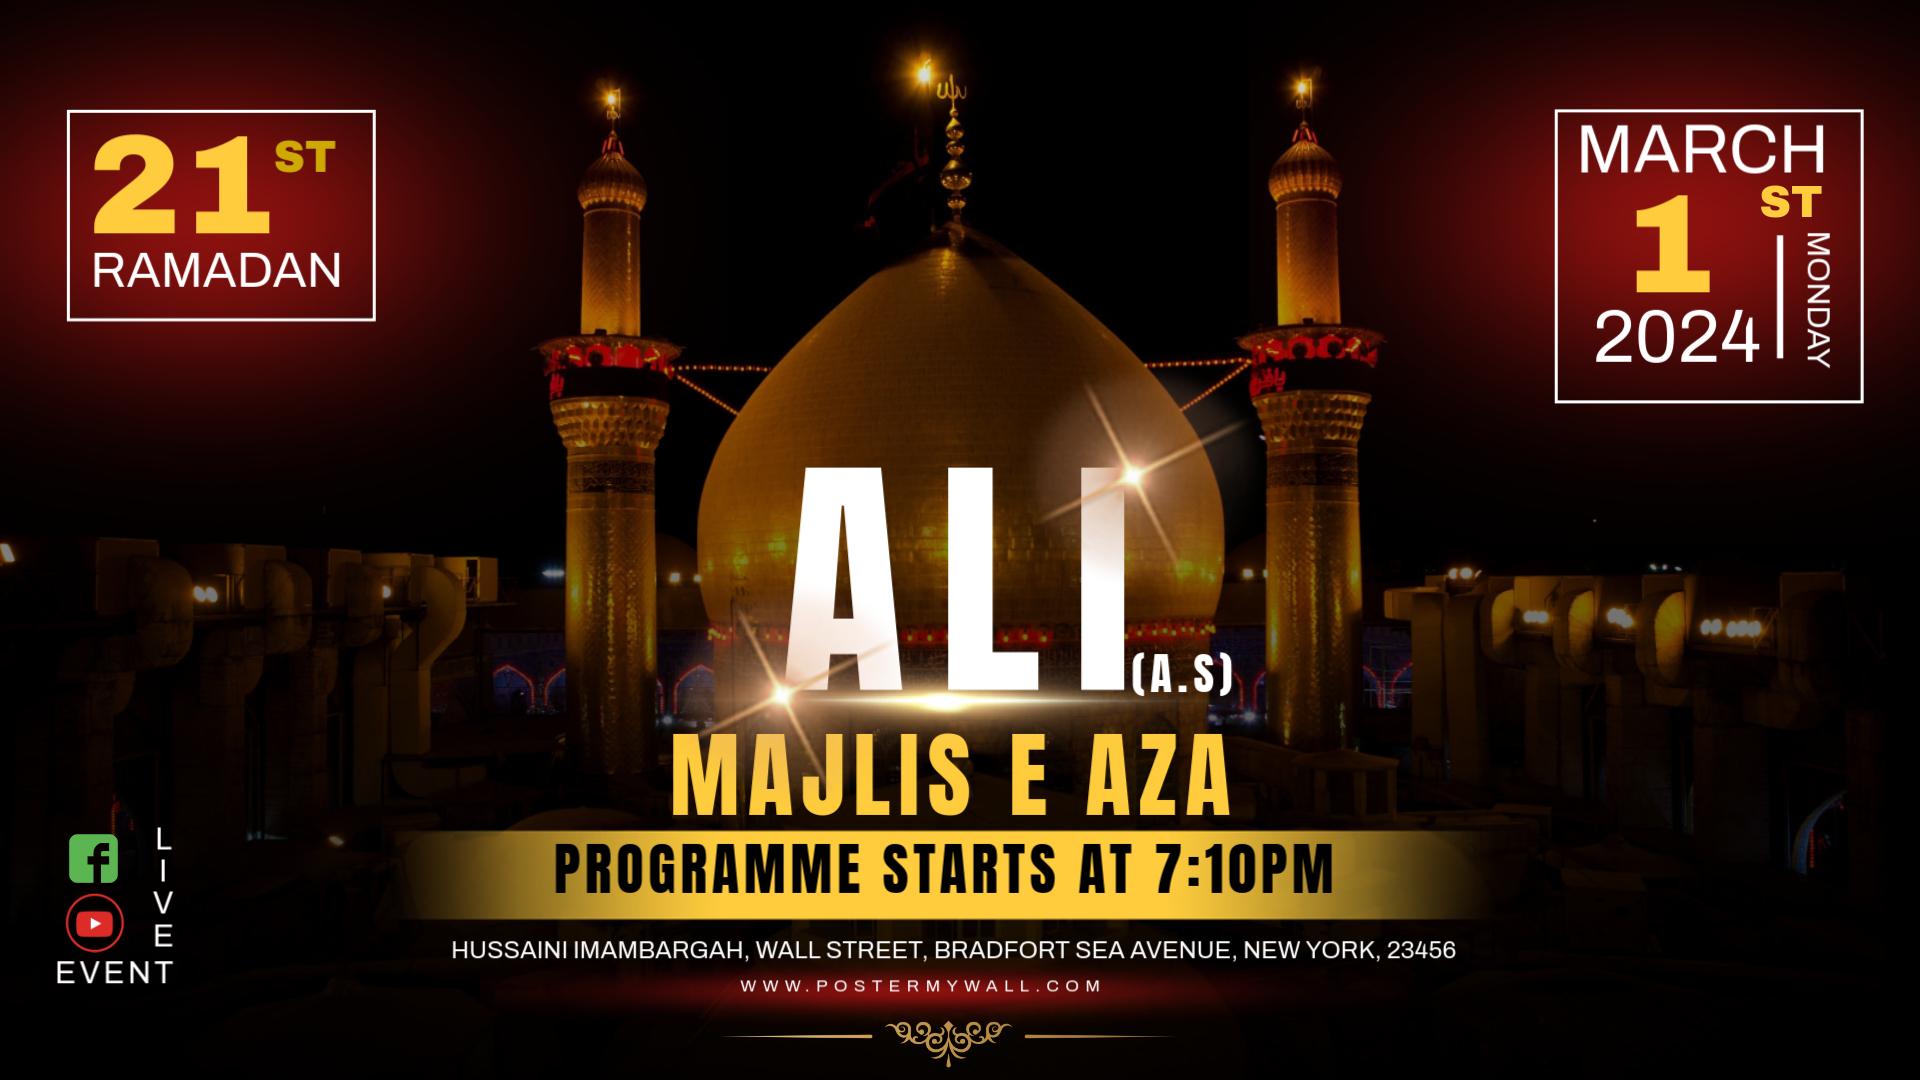 21ST
RAMADAN
MARCH
1ST
2024
MONDAY
ALI (A.S)
MAJLIS E AZA
PROGRAMME STARTS AT 7:10PM
HUSSAINI IMAMBARGAH, WALL STREET, BRADFORT SEA AVENUE, NEW YORK, 23456
WWW.POSTERMYWALL.COM
LIVE
EVENT